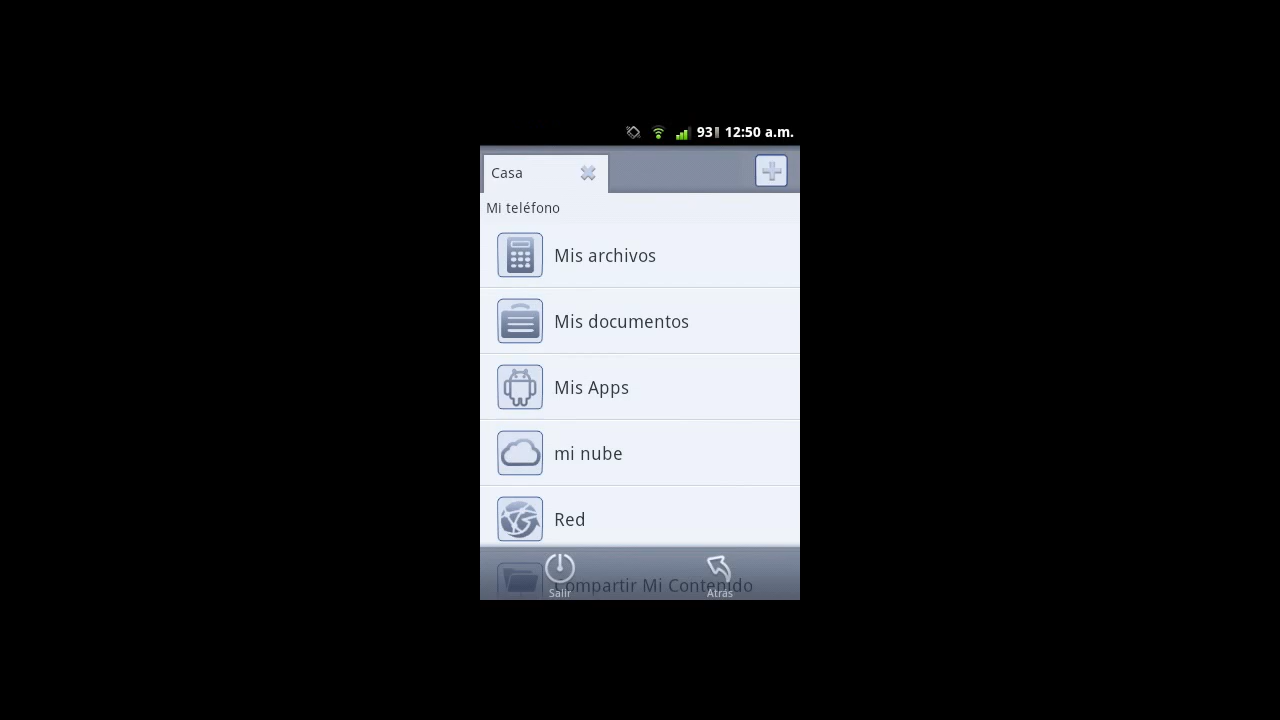 93 12:50 a.m.
Casa
Mi teléfono
Mis archivos
Mis documentos
Mis Apps
mi nube
Red
Compartir Mi Contenido
Salir
Atrás